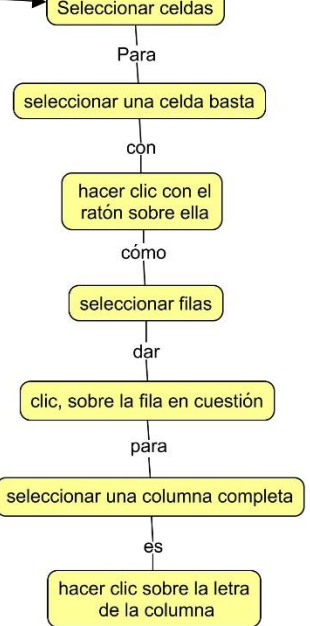 Seleccionar celdas
Para
seleccionar una celda basta
con
hacer clic con el
ratón sobre ella
cómo
seleccionar filas
dar
clic, sobre la fila en cuestión
para
seleccionar una columna completa
es
hacer clic sobre la letra
de la columna